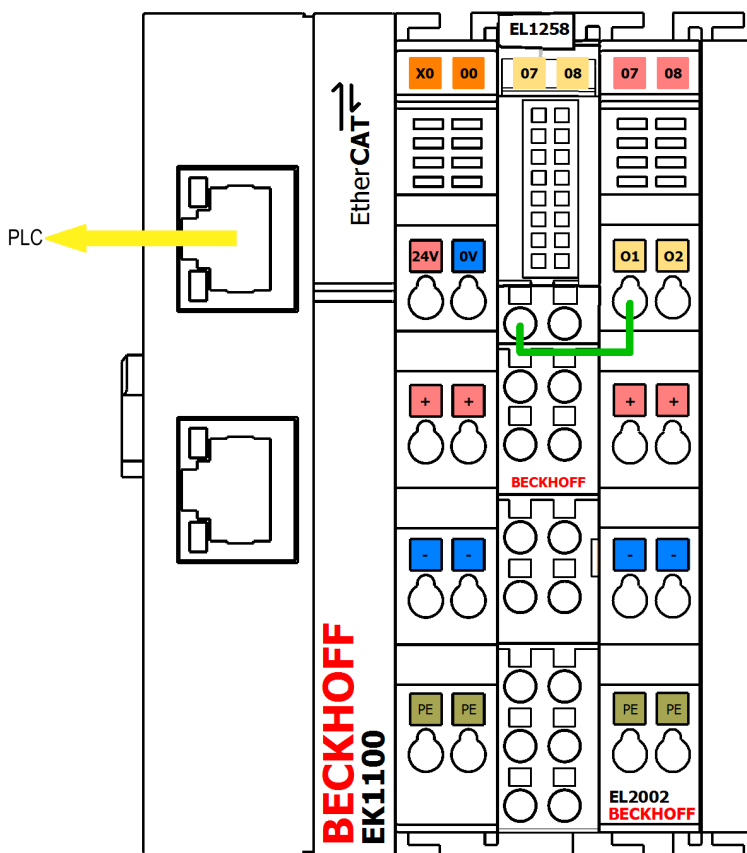 EL1258
X0 00 07 08 07 08
EtherCAT
PLC
24V 0V O1 O2
+ + + +
BECKHOFF
- - - -
BECKHOFF
EK1100
PE PE PE PE
EL2002
BECKHOFF